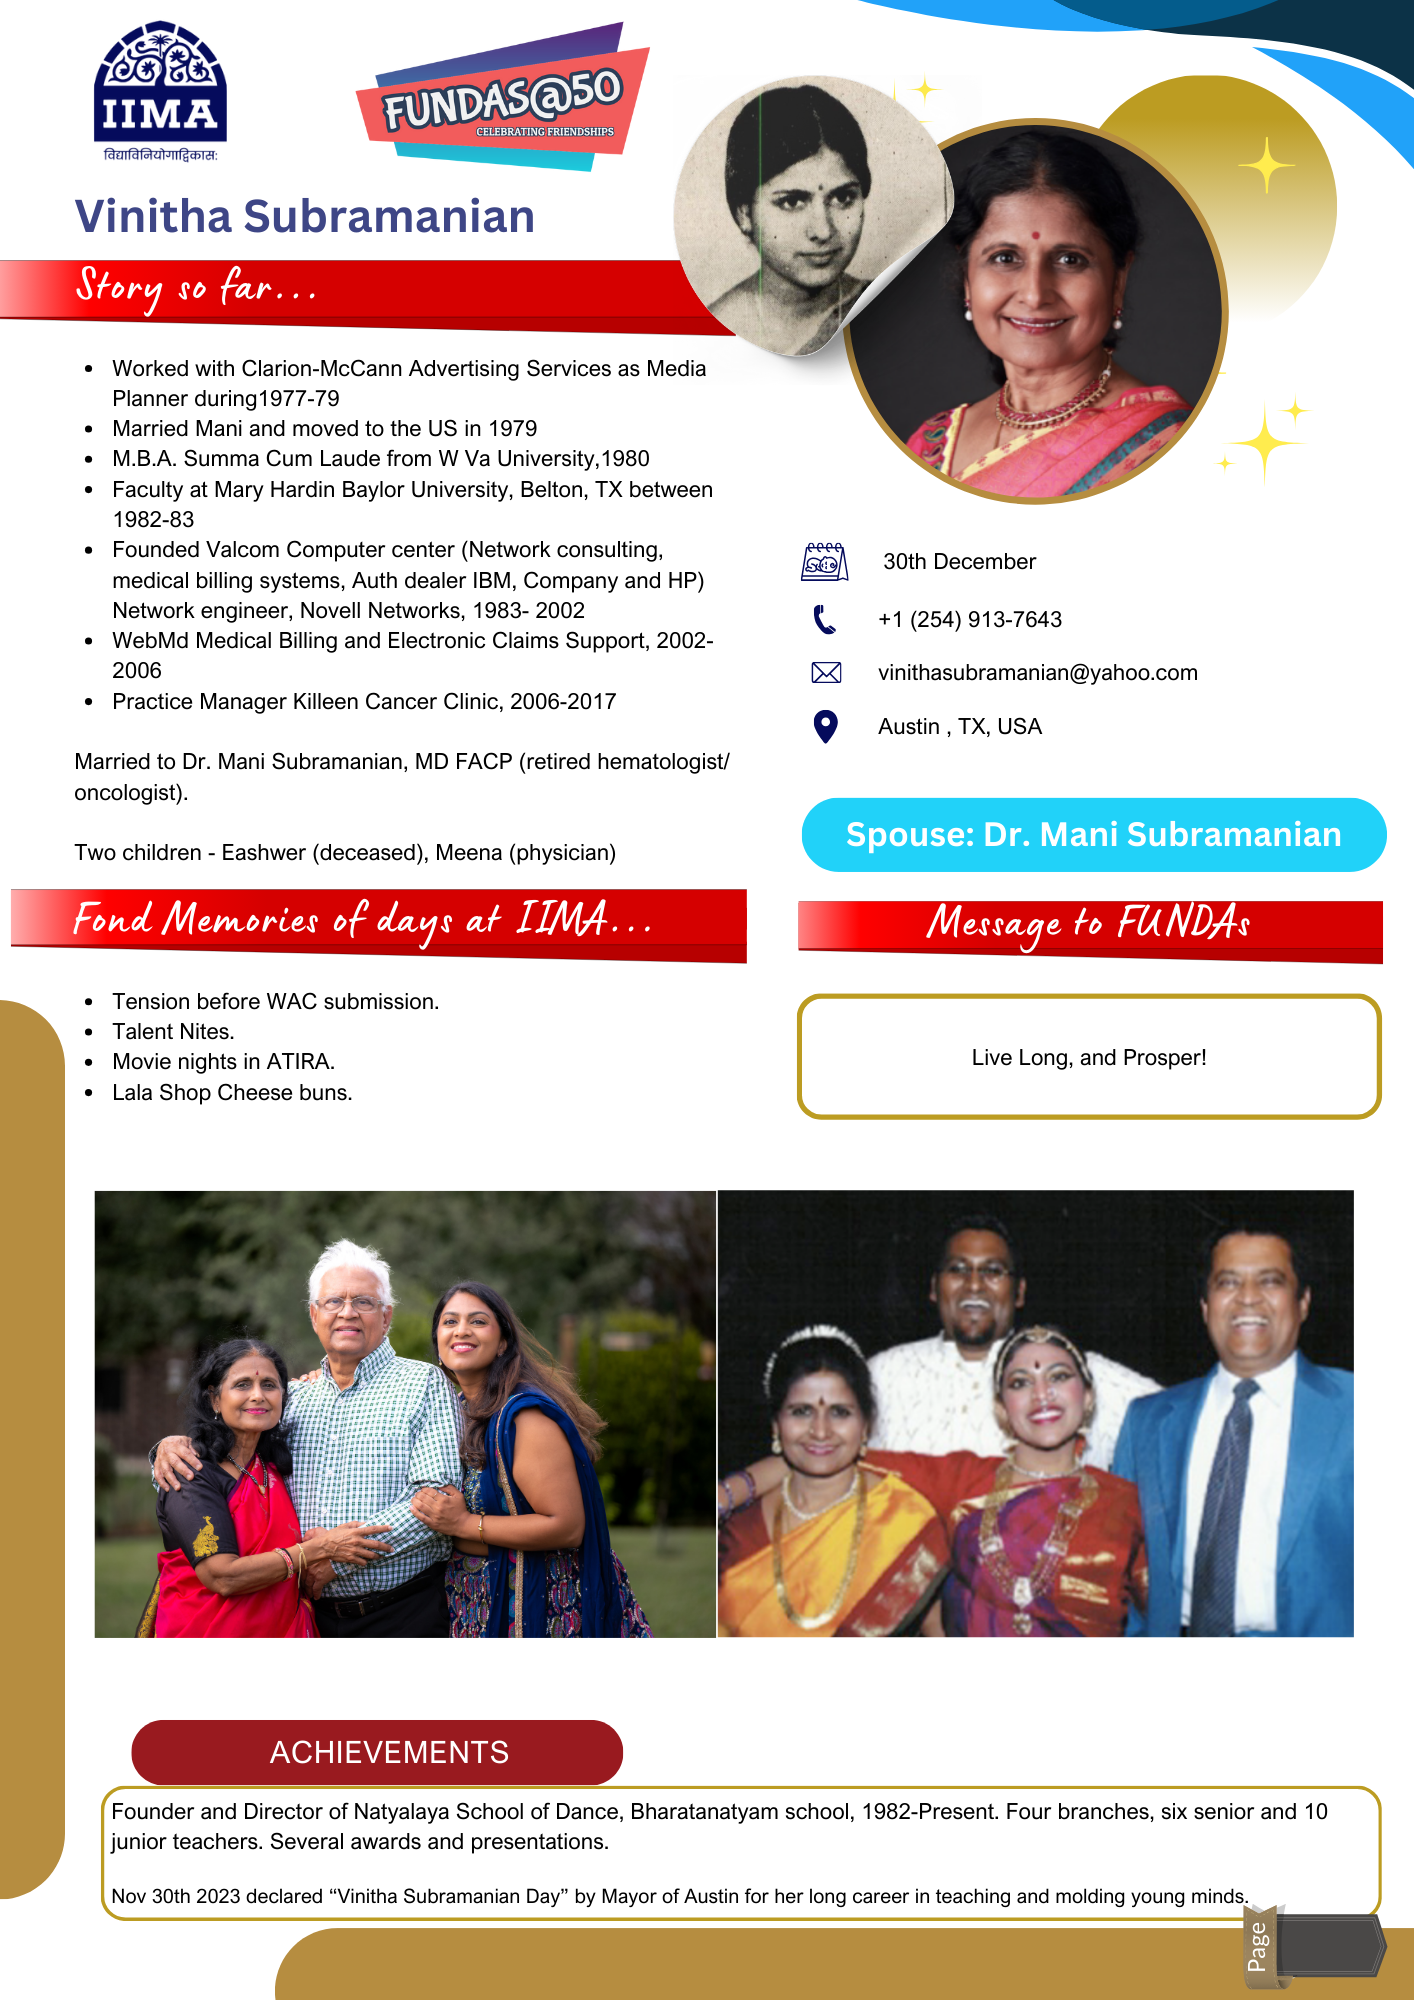 IIMA
विद्याविनियोगाद्विकास:
FUNDAS@50
CELEBRATING FRIENDSHIPS
Vinitha Subramanian
Story so far...
• Worked with Clarion-McCann Advertising Services as Media
Planner during1977-79
• Married Mani and moved to the US in 1979
• M.B.A. Summa Cum Laude from W Va University,1980
• Faculty at Mary Hardin Baylor University, Belton, TX between
1982-83
• Founded Valcom Computer center (Network consulting,
medical billing systems, Auth dealer IBM, Company and HP)
Network engineer, Novell Networks, 1983- 2002
• WebMd Medical Billing and Electronic Claims Support, 2002-
2006
• Practice Manager Killeen Cancer Clinic, 2006-2017
Married to Dr. Mani Subramanian, MD FACP (retired hematologist/
oncologist).
Two children - Eashwer (deceased), Meena (physician)
30th December
+1 (254) 913-7643
vinithasubramanian@yahoo.com
Austin , TX, USA
Spouse: Dr. Mani Subramanian
Fond Memories of days at IIMA...
• Tension before WAC submission.
• Talent Nites.
• Movie nights in ATIRA.
• Lala Shop Cheese buns.
Message to FUNDAs
Live Long, and Prosper!
ACHIEVEMENTS
Founder and Director of Natyalaya School of Dance, Bharatanatyam school, 1982-Present. Four branches, six senior and 10
junior teachers. Several awards and presentations.
Nov 30th 2023 declared “Vinitha Subramanian Day” by Mayor of Austin for her long career in teaching and molding young minds.
Page